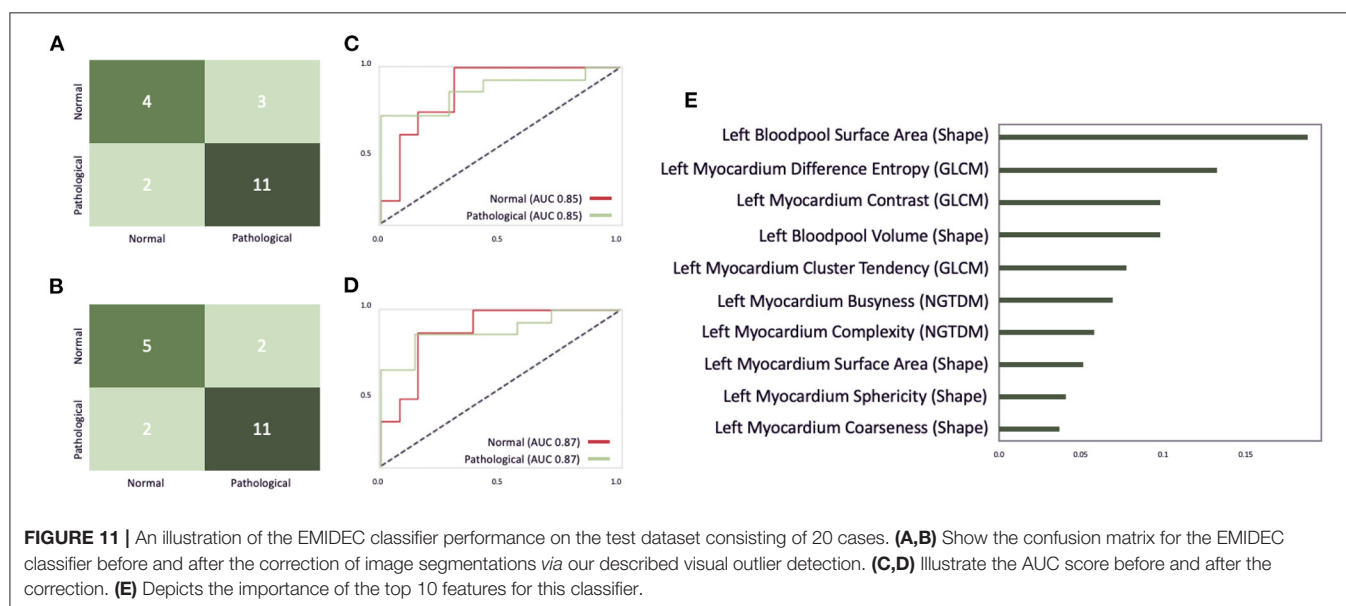 A
Normal
4
3
Pathological
2
11
Normal
Pathological
B
Normal
5
2
Pathological
2
11
Normal
Pathological
C
1.0
0.5
Normal (AUC 0.85)
Pathological (AUC 0.85)
0.0
0.5
1.0
D
1.0
0.5
Normal (AUC 0.87)
Pathological (AUC 0.87)
0.0
0.5
1.0
E
Left Bloodpool Surface Area (Shape)
Left Myocardium Difference Entropy (GLCM)
Left Myocardium Contrast (GLCM)
Left Bloodpool Volume (Shape)
Left Myocardium Cluster Tendency (GLCM)
Left Myocardium Busyness (NGTDM)
Left Myocardium Complexity (NGTDM)
Left Myocardium Surface Area (Shape)
Left Myocardium Sphericity (Shape)
Left Myocardium Coarseness (Shape)
0.0
0.05
0.1
0.15
FIGURE 11 | An illustration of the EMIDEC classifier performance on the test dataset consisting of 20 cases. (A,B) Show the confusion matrix for the EMIDEC
classifier before and after the correction of image segmentations via our described visual outlier detection. (C,D) Illustrate the AUC score before and after the
correction. (E) Depicts the importance of the top 10 features for this classifier.